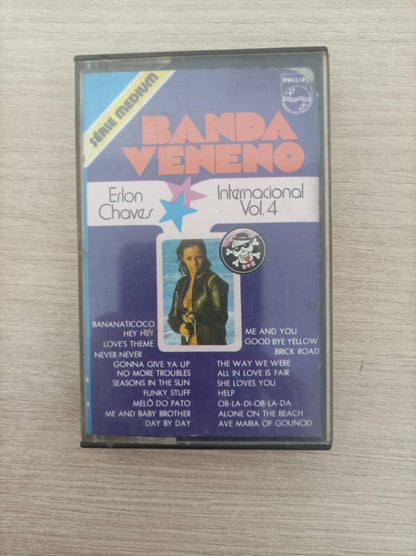 SÉRIE MEDIUM
PHILIPS
BANDA
VENENO
Erlon
Chaves
Internacional
Vol. 4
BANANATICOCO
HEY HEY
LOVE'S THEME
NEVER NEVER
GONNA GIVE YA UP
NO MORE TROUBLES
SEASONS IN THE SUN
FUNKY STUFF
MELÔ DO PATO
ME AND BABY BROTHER
DAY BY DAY
ME AND YOU
GOOD BYE YELLOW
BRICK ROAD
THE WAY WE WERE
ALL IN LOVE IS FAIR
SHE LOVES YOU
HELP
OB-LA-DI-OB-LA-DA
ALONE ON THE BEACH
AVE MARIA OF GOUNOD